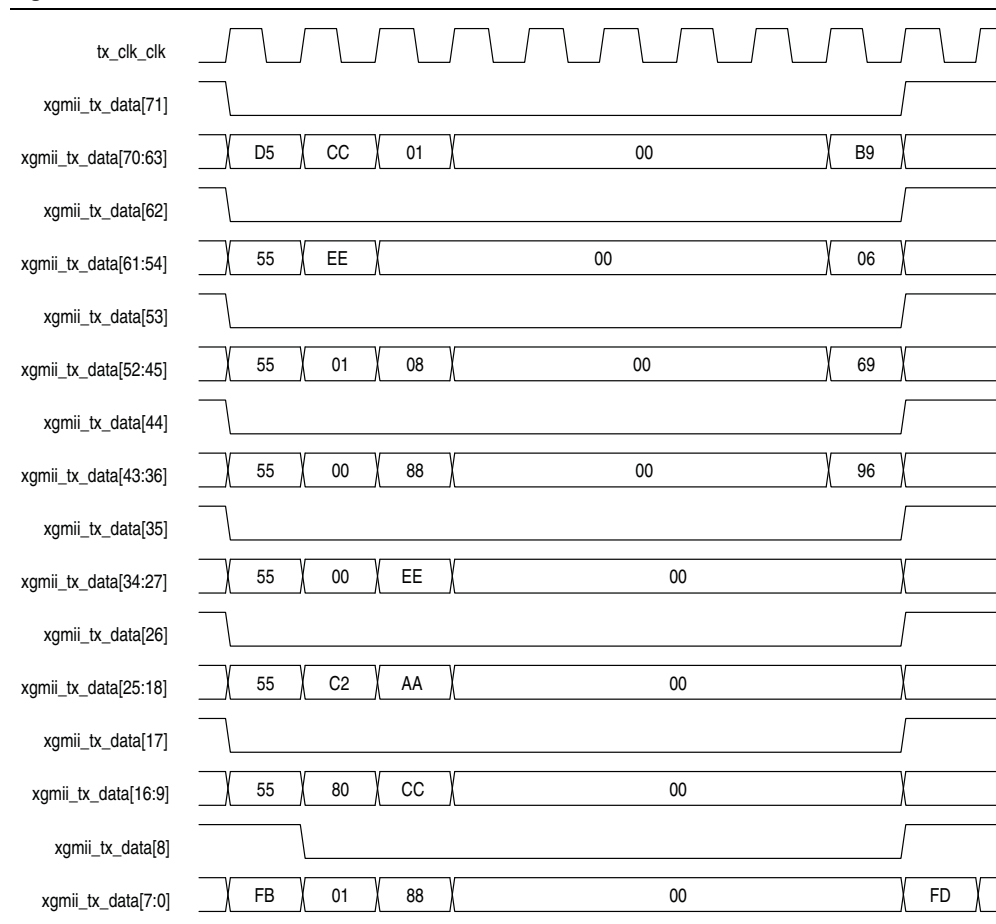 tx_clk_clk
xgmii_tx_data[71]
xgmii_tx_data[70:63] D5 CC 01 00 B9
xgmii_tx_data[62]
xgmii_tx_data[61:54] 55 EE 00 06
xgmii_tx_data[53]
xgmii_tx_data[52:45] 55 01 08 00 69
xgmii_tx_data[44]
xgmii_tx_data[43:36] 55 00 88 00 96
xgmii_tx_data[35]
xgmii_tx_data[34:27] 55 00 EE 00
xgmii_tx_data[26]
xgmii_tx_data[25:18] 55 C2 AA 00
xgmii_tx_data[17]
xgmii_tx_data[16:9] 55 80 CC 00
xgmii_tx_data[8]
xgmii_tx_data[7:0] FB 01 88 00 FD